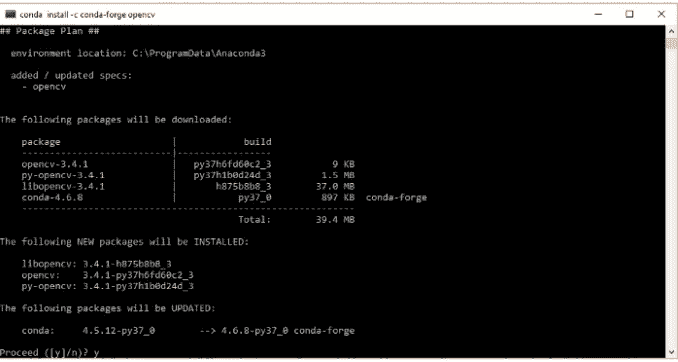 conda install -c conda-forge opencv
## Package Plan ##
environment location: C:\ProgramData\Anaconda3
added / updated specs:
- opencv
The following packages will be downloaded:
package | build
---------------------------|-----------------
opencv-3.4.1 | py37h6fd60c2_3 9 KB
py-opencv-3.4.1 | py37h1b0d24d_3 1.5 MB
libopencv-3.4.1 | h875b8b8_3 37.0 MB
conda-4.6.8 | py37_0 897 KB conda-forge
------------------------------------------------------------
Total: 39.4 MB
The following NEW packages will be INSTALLED:
libopencv: 3.4.1-h875b8b8_3
opencv: 3.4.1-py37h6fd60c2_3
py-opencv: 3.4.1-py37h1b0d24d_3
The following packages will be UPDATED:
conda: 4.5.12-py37_0 --> 4.6.8-py37_0 conda-forge
Proceed ([y]/n)? y